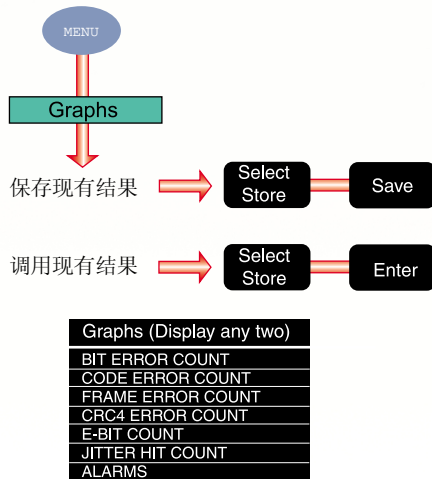 MENU
Graphs
保存现有结果
Select
Store
Save
调用现有结果
Select
Store
Enter
Graphs (Display any two)
BIT ERROR COUNT
CODE ERROR COUNT
FRAME ERROR COUNT
CRC4 ERROR COUNT
E-BIT COUNT
JITTER HIT COUNT
ALARMS